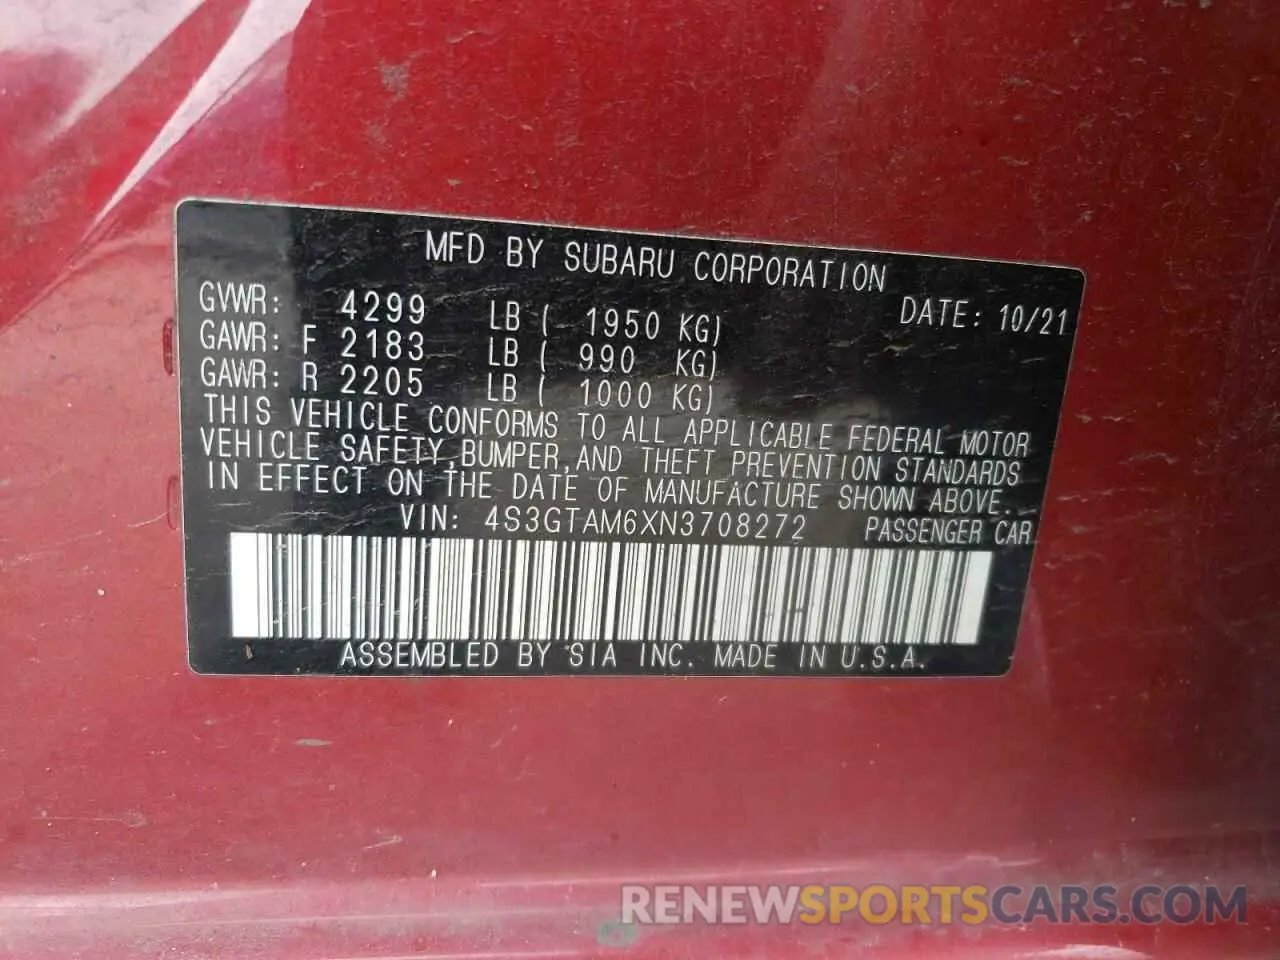 MFD BY SUBARU CORPORATION
GVWR: 4299 LB ( 1950 KG) DATE: 10/21
GAWR: F 2183 LB ( 990 KG)
GAWR: R 2205 LB ( 1000 KG)
THIS VEHICLE CONFORMS TO ALL APPLICABLE FEDERAL MOTOR
VEHICLE SAFETY, BUMPER, AND THEFT PREVENTION STANDARDS
IN EFFECT ON THE DATE OF MANUFACTURE SHOWN ABOVE.
VIN: 4S3GTAM6XN3708272 PASSENGER CAR
ASSEMBLED BY SIA INC. MADE IN U.S.A.
RENEWSPORTSCARS.COM